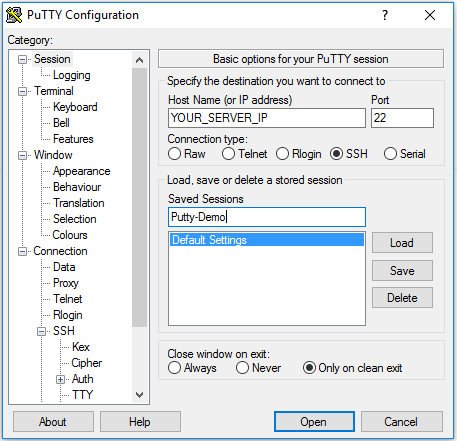 PuTTY Configuration
Category:
Session
Logging
Terminal
Keyboard
Bell
Features
Window
Appearance
Behaviour
Translation
Selection
Colours
Connection
Data
Proxy
Telnet
Rlogin
SSH
Kex
Cipher
Auth
TTY
Basic options for your PuTTY session
Specify the destination you want to connect to
Host Name (or IP address) Port
YOUR_SERVER_IP 22
Connection type:
Raw Telnet Rlogin SSH Serial
Load, save or delete a stored session
Saved Sessions
Putty-Demo
Default Settings
Load
Save
Delete
Close window on exit:
Always Never Only on clean exit
About Help Open Cancel